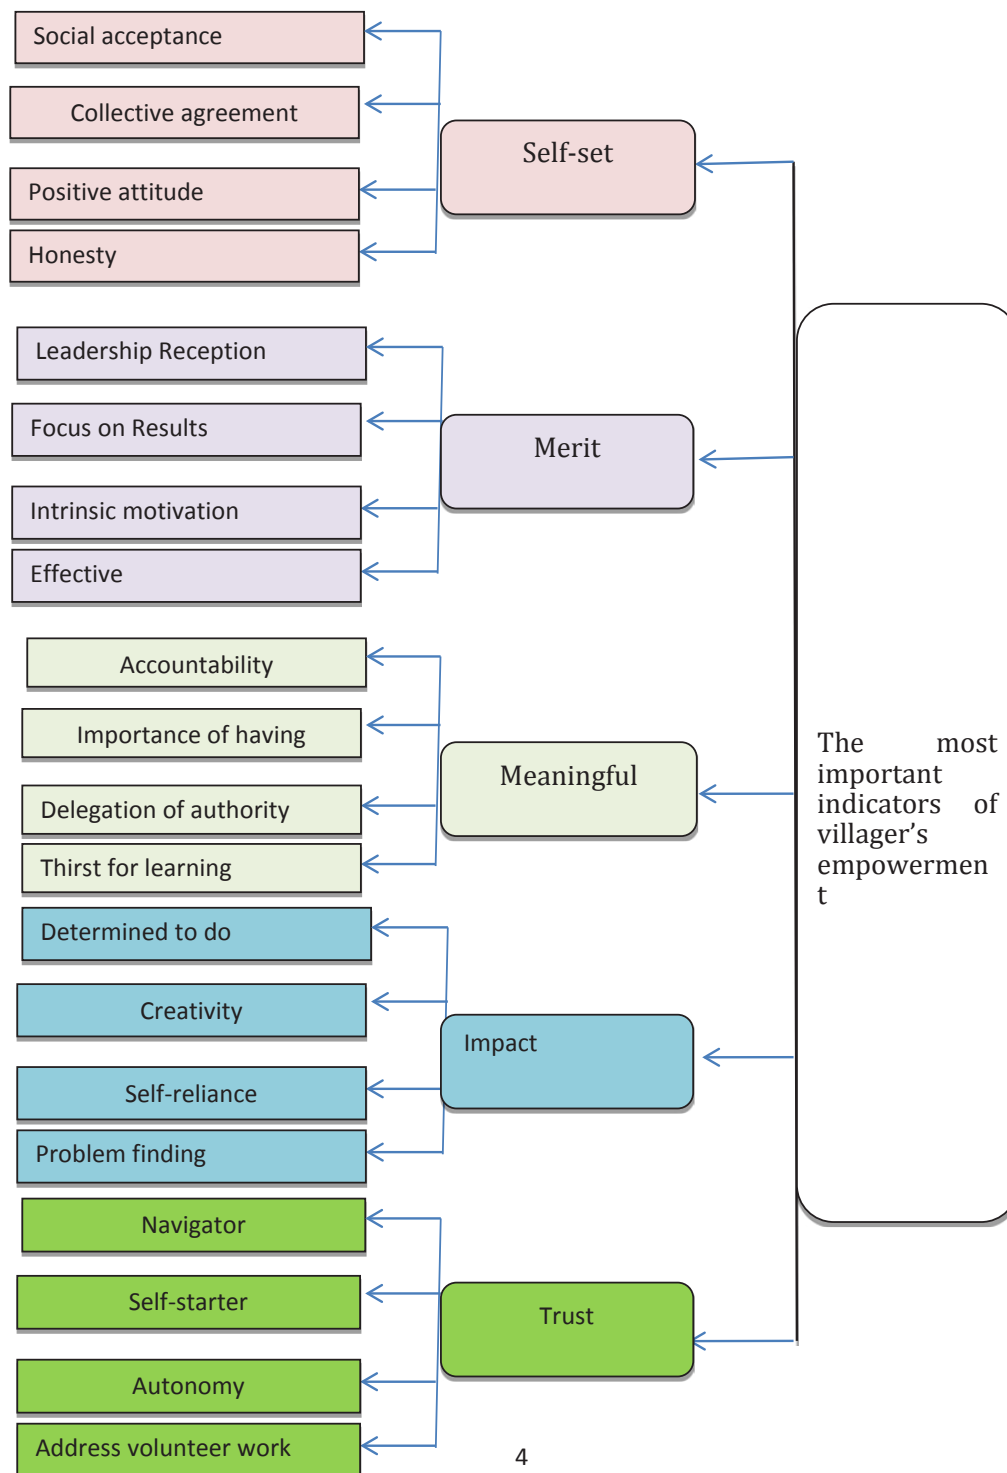 Social acceptance
Collective agreement
Positive attitude
Honesty
Self-set
Leadership Reception
Focus on Results
Intrinsic motivation
Effective
Merit
Accountability
Importance of having
Delegation of authority
Thirst for learning
Meaningful
Determined to do
Creativity
Self-reliance
Problem finding
Impact
Navigator
Self-starter
Autonomy
Address volunteer work
Trust
The most
important
indicators of
villager’s
empowermen
t
4